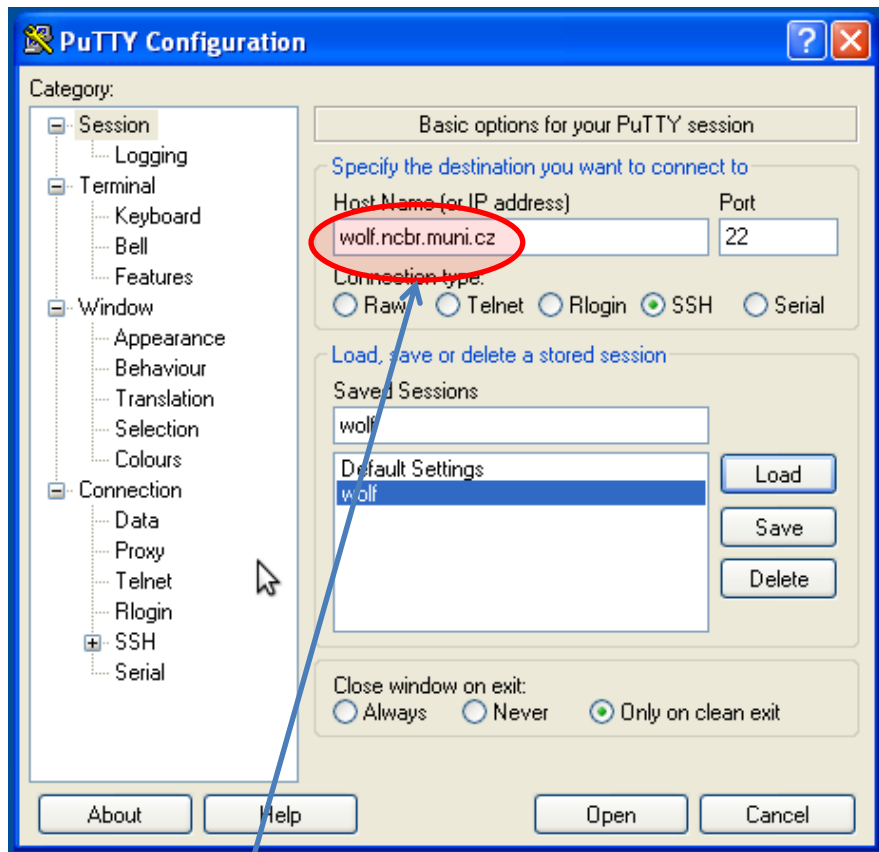 PuTTY Configuration
Category:
Session
Logging
Terminal
Keyboard
Bell
Features
Window
Appearance
Behaviour
Translation
Selection
Colours
Connection
Data
Proxy
Telnet
Rlogin
SSH
Serial
Basic options for your PuTTY session
Specify the destination you want to connect to
Host Name (or IP address) Port
wolf.ncbr.muni.cz 22
Connection type:
Raw Telnet Rlogin SSH Serial
Load, save or delete a stored session
Saved Sessions
wolf
Default Settings
wolf
Load
Save
Delete
Close window on exit:
Always Never Only on clean exit
About Help Open Cancel